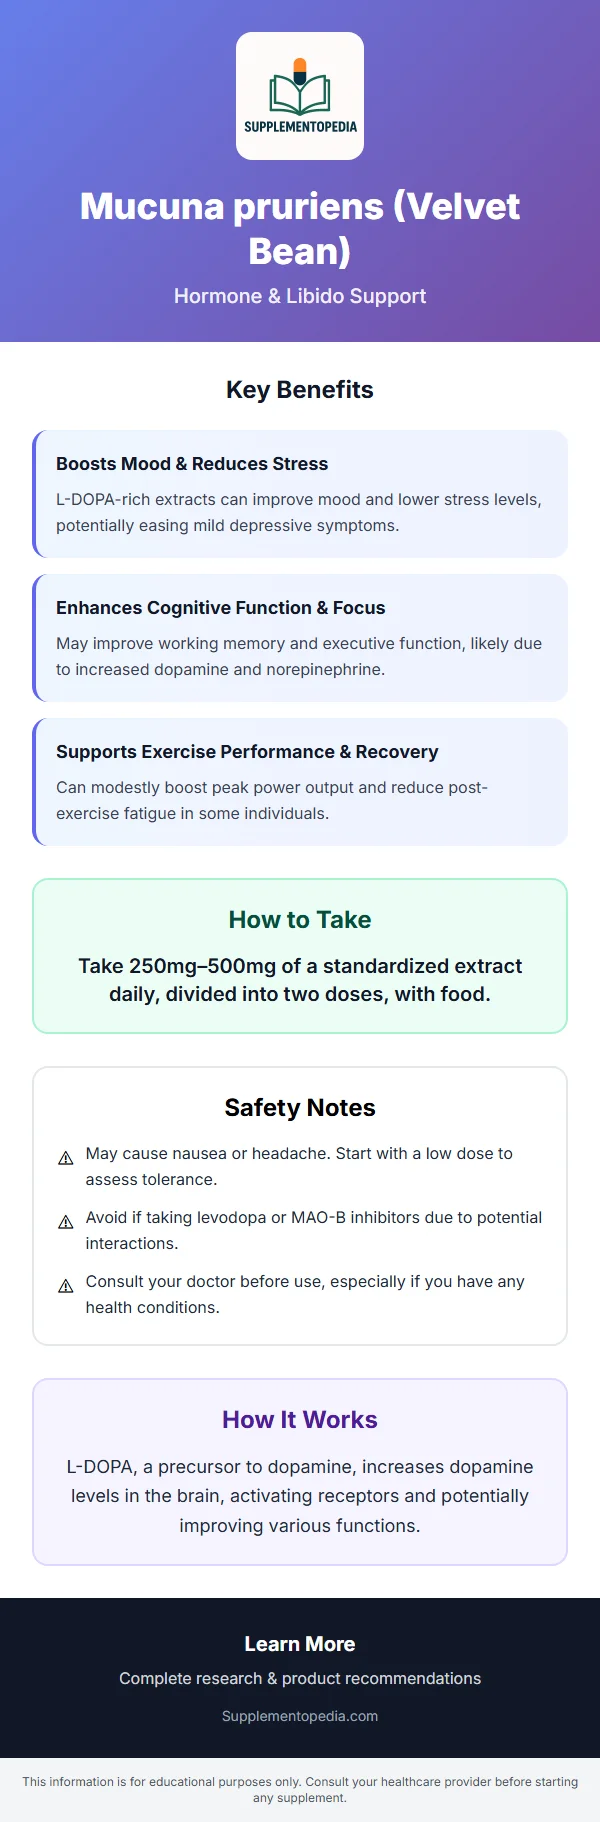 SUPPLEMENTOPEDIA
Mucuna pruriens (Velvet
Bean)
Hormone & Libido Support
Key Benefits
Boosts Mood & Reduces Stress
L-DOPA-rich extracts can improve mood and lower stress levels,
potentially easing mild depressive symptoms.
Enhances Cognitive Function & Focus
May improve working memory and executive function, likely due
to increased dopamine and norepinephrine.
Supports Exercise Performance & Recovery
Can modestly boost peak power output and reduce post-
exercise fatigue in some individuals.
How to Take
Take 250mg–500mg of a standardized extract
daily, divided into two doses, with food.
Safety Notes
⚠ May cause nausea or headache. Start with a low dose to
assess tolerance.
⚠ Avoid if taking levodopa or MAO-B inhibitors due to potential
interactions.
⚠ Consult your doctor before use, especially if you have any
health conditions.
How It Works
L-DOPA, a precursor to dopamine, increases dopamine
levels in the brain, activating receptors and potentially
improving various functions.
Learn More
Complete research & product recommendations
Supplementopedia.com
This information is for educational purposes only. Consult your healthcare provider before starting
any supplement.